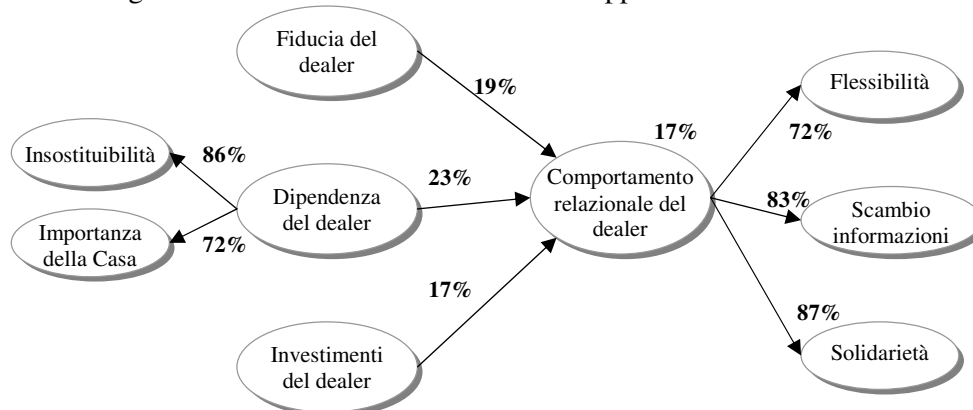 Fiducia del
dealer
19%
Flessibilità
17%
72%
Insostituibilità
86%
Dipendenza
del dealer
23%
Comportamento
relazionale del
dealer
83%
Scambio
informazioni
Importanza
della Casa
72%
17%
87%
Investimenti
del dealer
Solidarietà